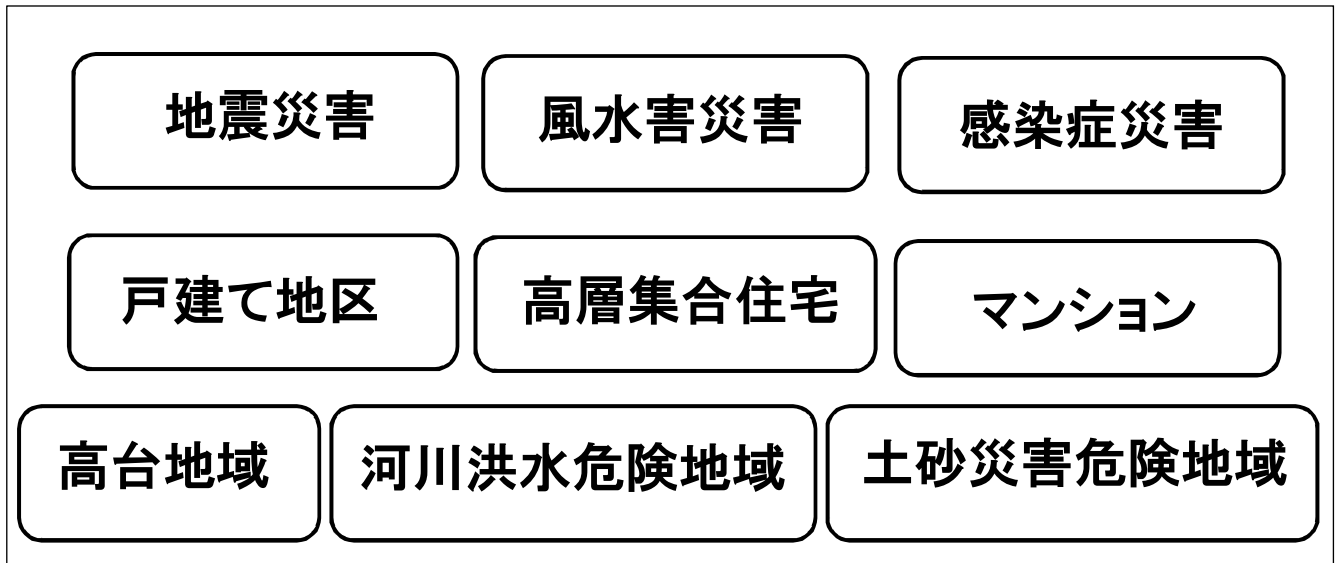 地震災害
風水害災害
感染症災害
戸建て地区
高層集合住宅
マンション
高台地域
河川洪水危険地域
土砂災害危険地域